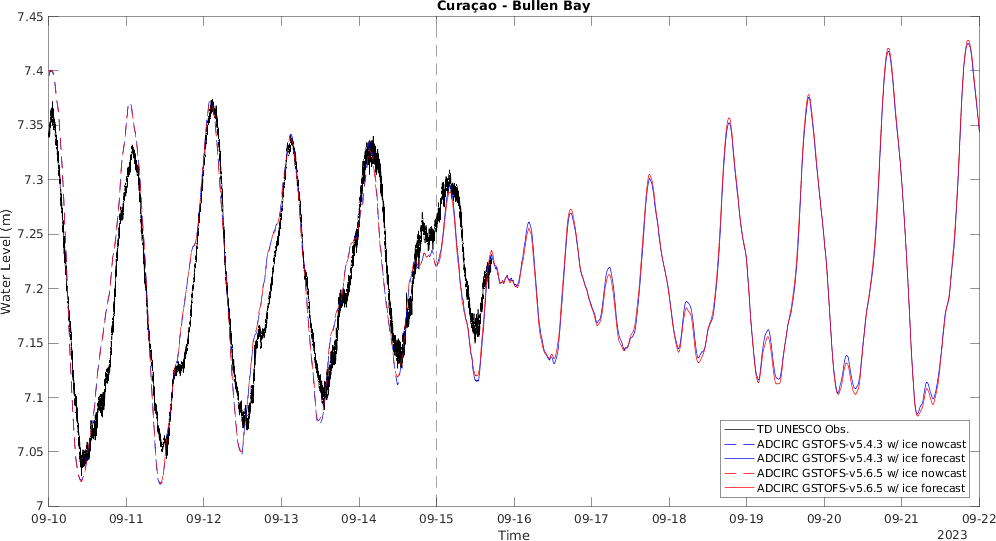 Curaçao - Bullen Bay
7.45
7.4
7.35
7.3
7.25
7.2
7.15
7.1
7.05
7
Water Level (m)
TD UNESCO Obs.
ADCIRC GSTOFS-v5.4.3 w/ ice nowcast
ADCIRC GSTOFS-v5.4.3 w/ ice forecast
ADCIRC GSTOFS-v5.6.5 w/ ice nowcast
ADCIRC GSTOFS-v5.6.5 w/ ice forecast
09-10 09-11 09-12 09-13 09-14 09-15 09-16 09-17 09-18 09-19 09-20 09-21 09-22
Time
2023